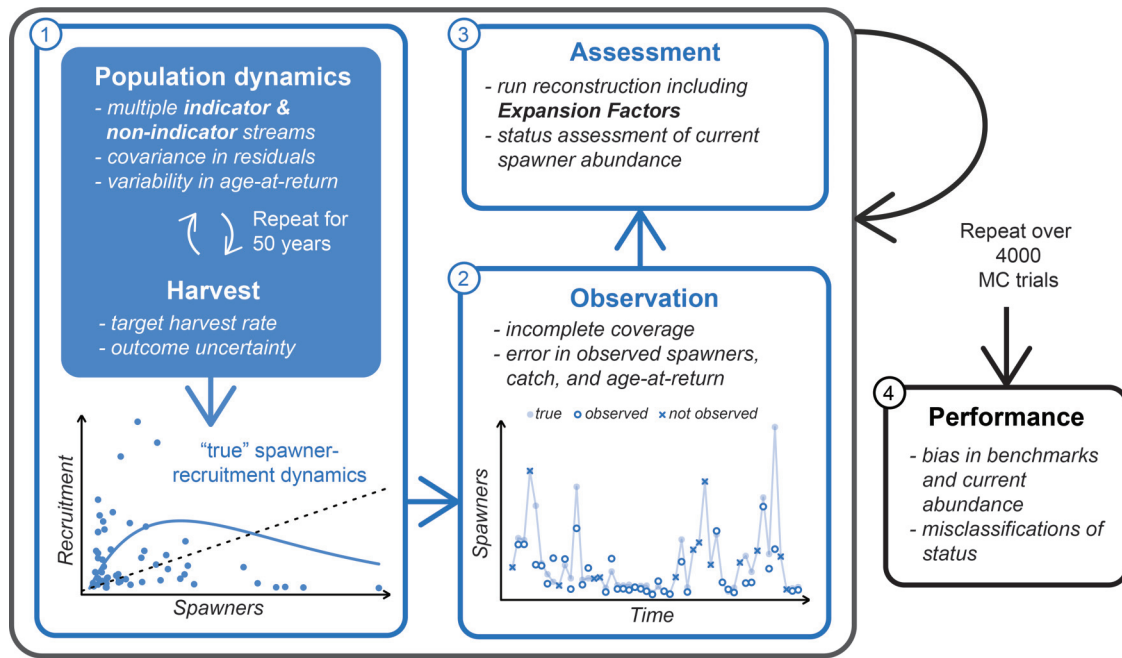 1
Population dynamics
- multiple indicator &
non-indicator streams
- covariance in residuals
- variability in age-at-return
Repeat for
50 years
Harvest
- target harvest rate
- outcome uncertainty
"true" spawner-
recruitment dynamics
Recruitment
Spawners
2
Observation
- incomplete coverage
- error in observed spawners,
catch, and age-at-return
true observed not observed
Spawners
Time
3
Assessment
- run reconstruction including
Expansion Factors
- status assessment of current
spawner abundance
Repeat over
4000
MC trials
4
Performance
- bias in benchmarks
and current
abundance
- misclassifications of
status